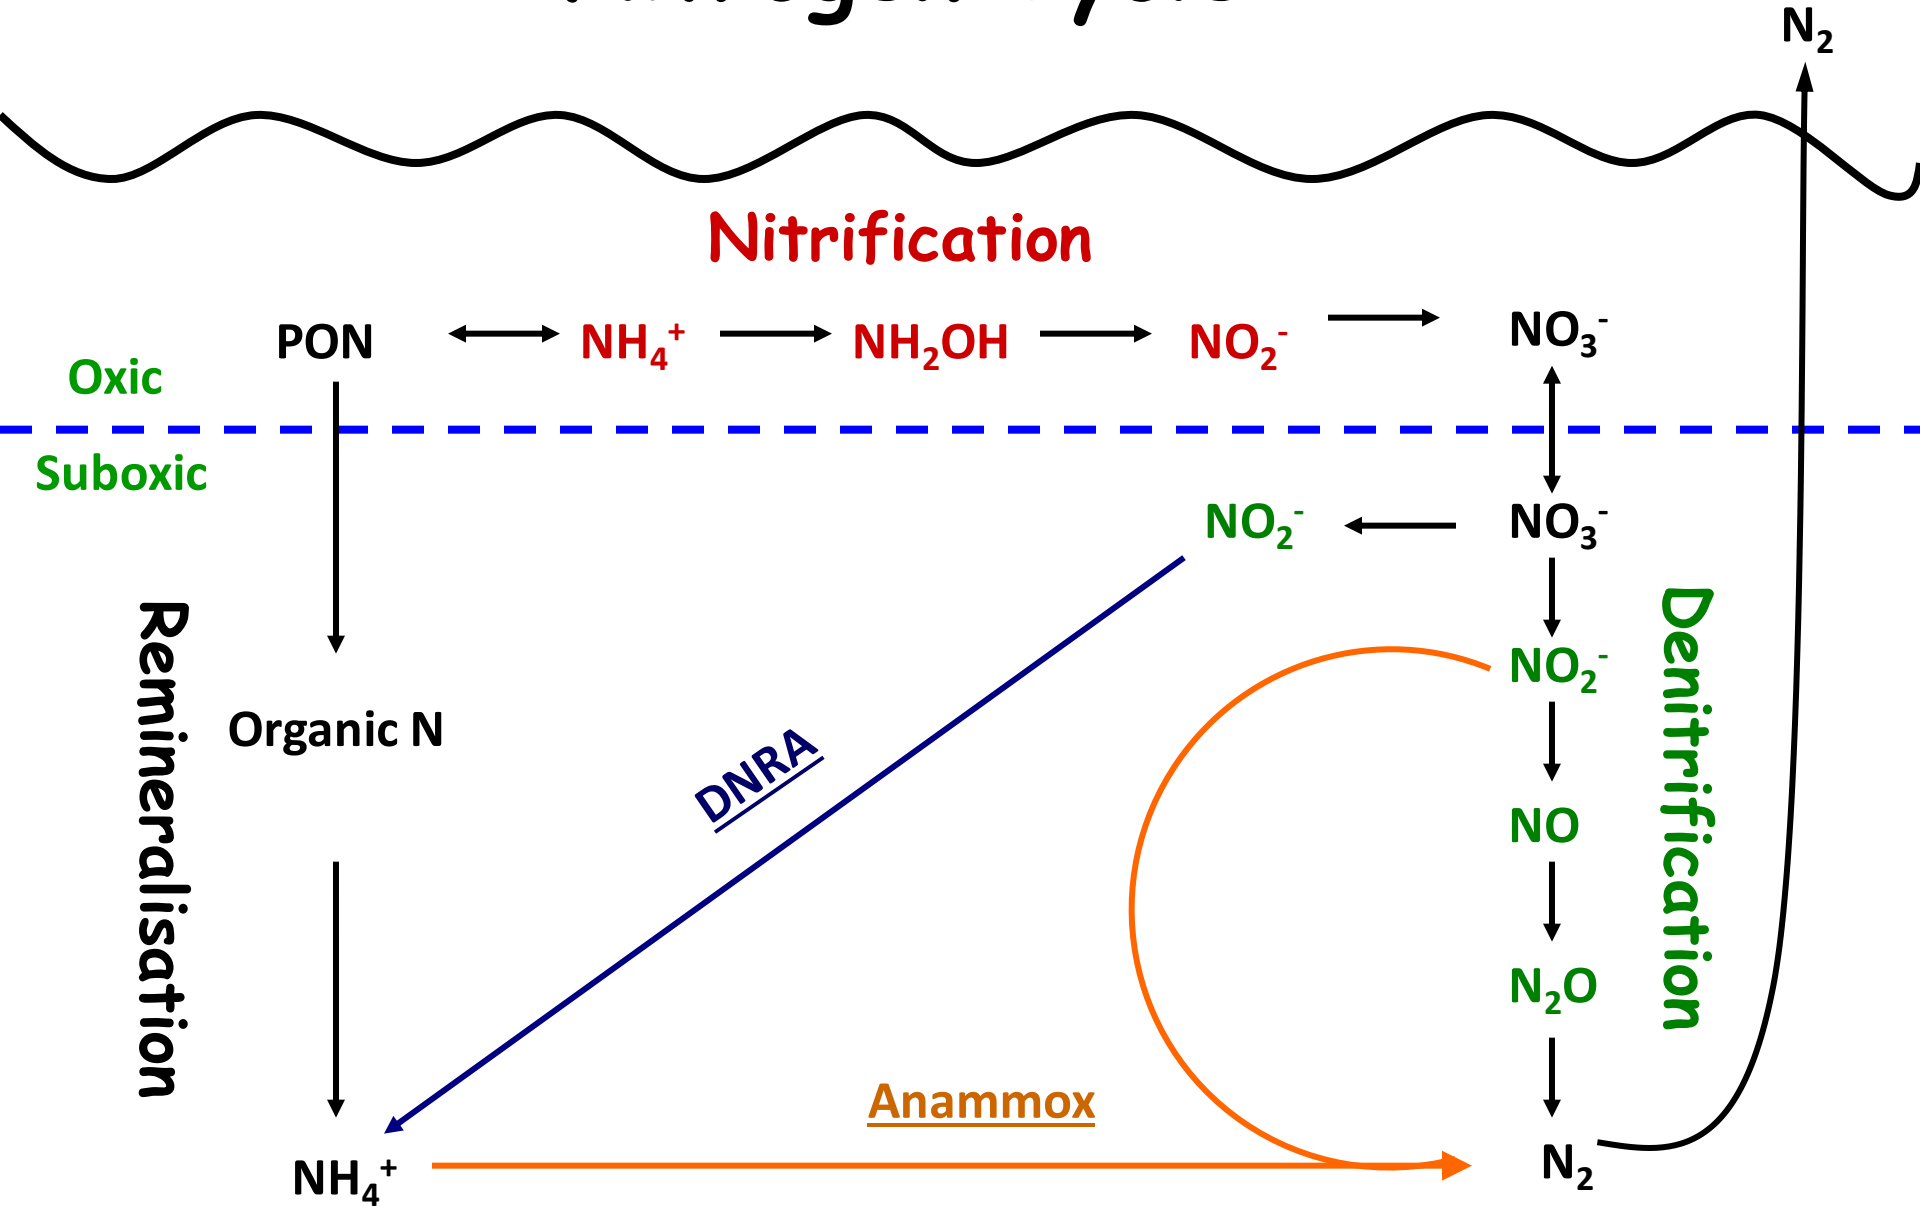 N₂
Nitrification
PON NH₄⁺ NH₂OH NO₂⁻ NO₃⁻
Oxic
Suboxic
NO₂⁻ NO₃⁻
Remineralisation
Denitrification
NO₂⁻
Organic N
DNRA
NO
N₂O
Anammox
NH₄⁺ N₂